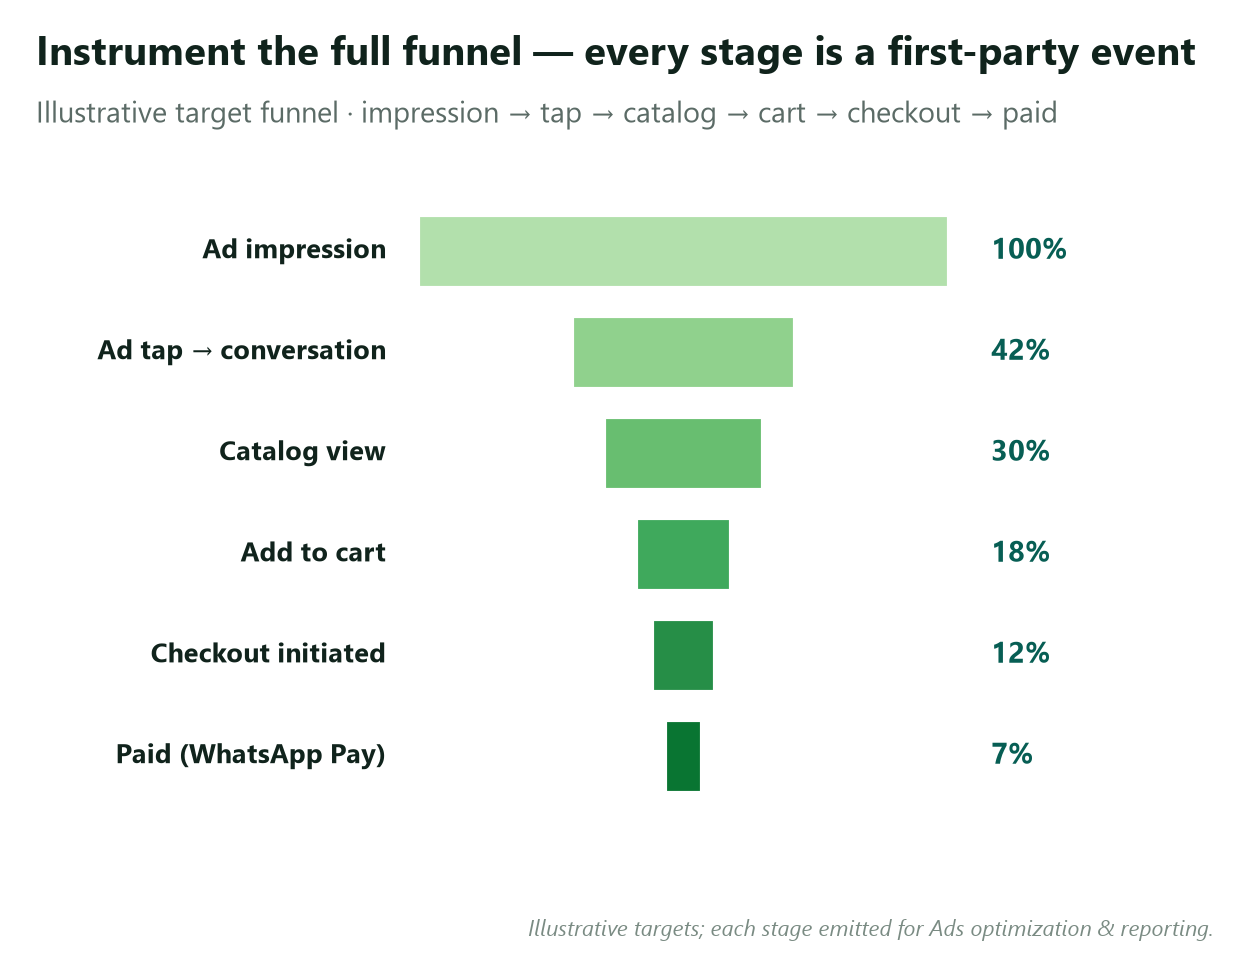 Instrument the full funnel — every stage is a first-party event
Illustrative target funnel · impression → tap → catalog → cart → checkout → paid
Ad impression 100%
Ad tap → conversation 42%
Catalog view 30%
Add to cart 18%
Checkout initiated 12%
Paid (WhatsApp Pay) 7%
Illustrative targets; each stage emitted for Ads optimization & reporting.